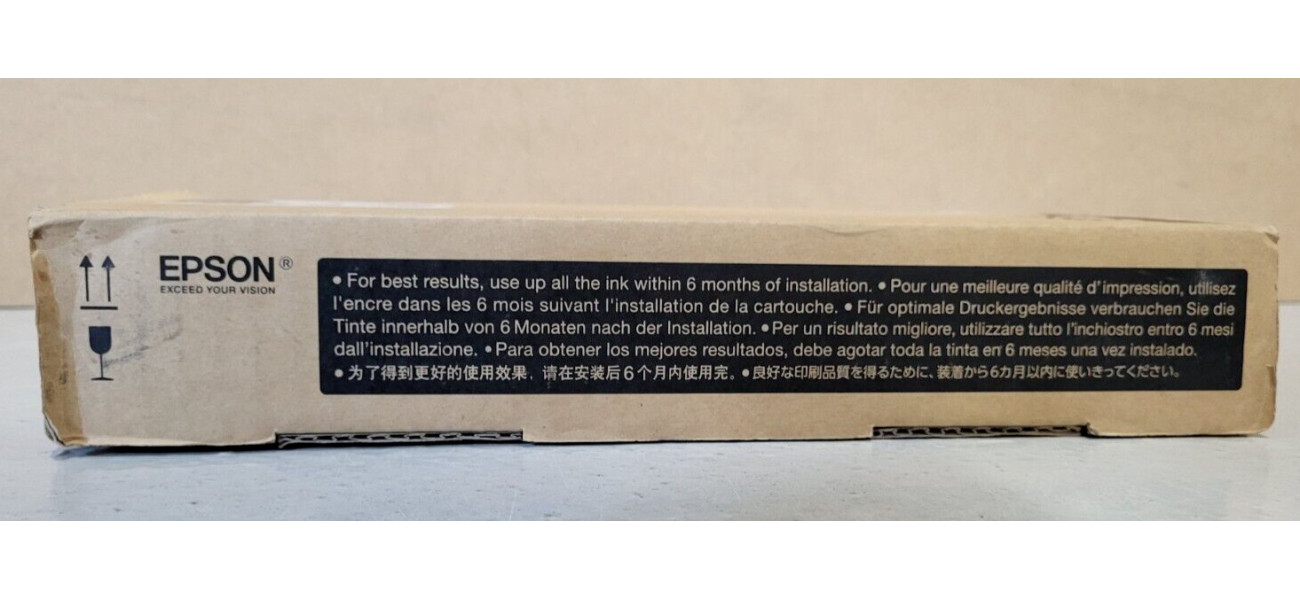 EPSON®
EXCEED YOUR VISION
• For best results, use up all the ink within 6 months of installation. • Pour une meilleure qualité d'impression, utilisez
l'encre dans les 6 mois suivant l'installation de la cartouche. • Für optimale Druckergebnisse verbrauchen Sie die
Tinte innerhalb von 6 Monaten nach der Installation. • Per un risultato migliore, utilizzare tutto l'inchiostro entro 6 mesi
dall'installazione. • Para obtener los mejores resultados, debe agotar toda la tinta en 6 meses una vez instalado.
• 为了得到更好的使用效果，请在安装后6个月内使用完。• 良好な印刷品質を得るために、装着から6カ月以内に使いきってください。